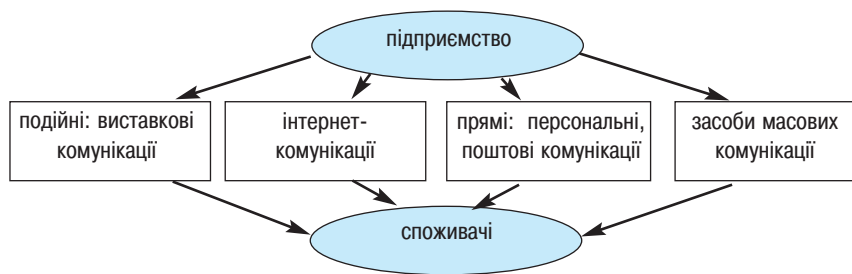 підприємство
подійні: виставкові
комунікації
інтернет-
комунікації
прямі: персональні,
поштові комунікації
засоби масових
комунікації
споживачі